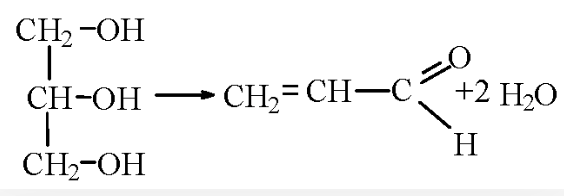 CH2-OH
CH-OH → CH2=CH-C O +2 H2O
H
CH2-OH